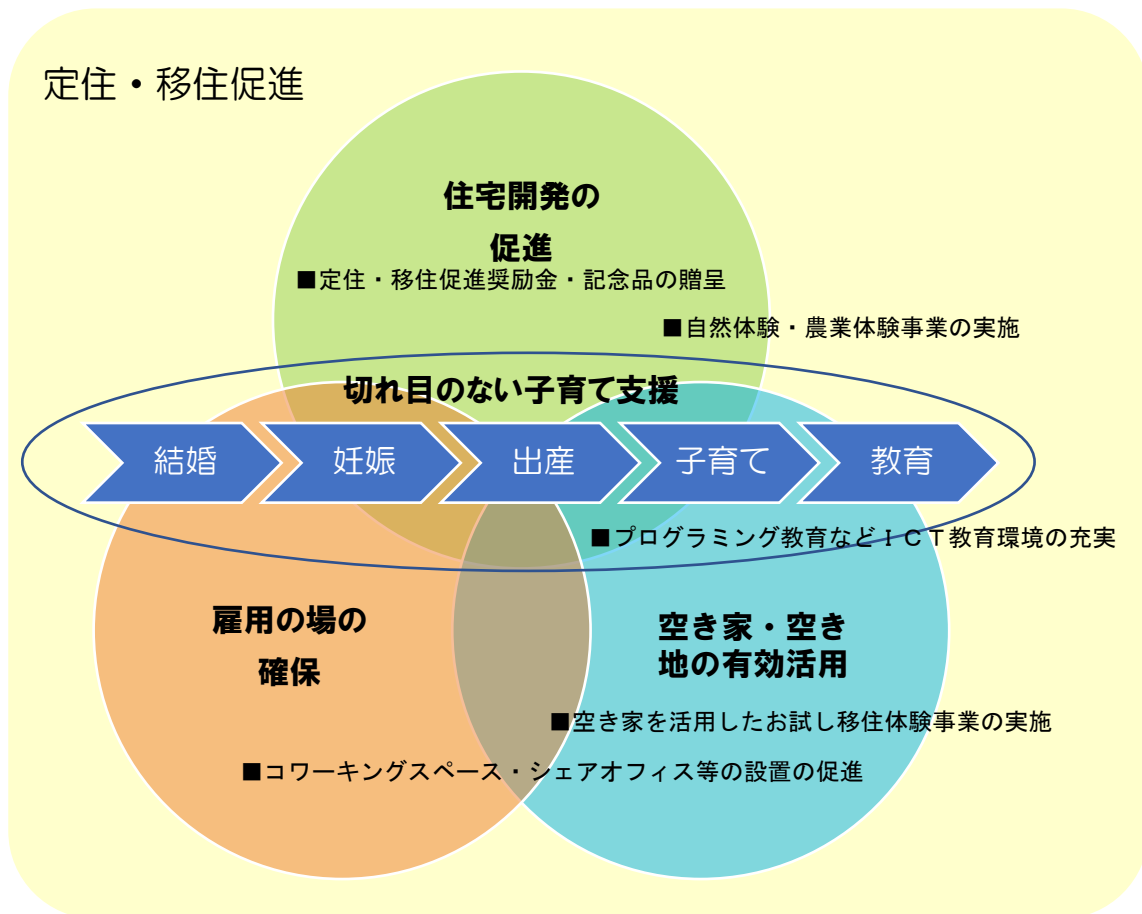 定住・移住促進
住宅開発の
促進
■定住・移住促進奨励金・記念品の贈呈
■自然体験・農業体験事業の実施
切れ目のない子育て支援
結婚 妊娠 出産 子育て 教育
■プログラミング教育などＩＣＴ教育環境の充実
雇用の場の
確保
空き家・空き
地の有効活用
■空き家を活用したお試し移住体験事業の実施
■コワーキングスペース・シェアオフィス等の設置の促進